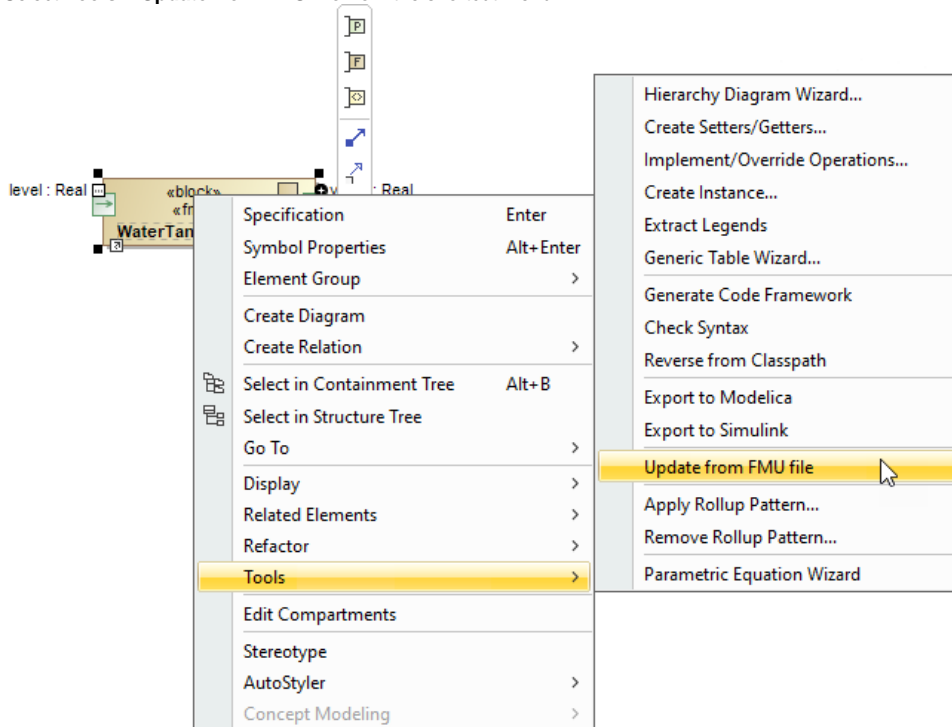 P
F
level : Real
: Real
«block»
WaterTan
Specification Enter
Symbol Properties Alt+Enter
Element Group
Create Diagram
Create Relation
Select in Containment Tree Alt+B
Select in Structure Tree
Go To
Display
Related Elements
Refactor
Tools
Edit Compartments
Stereotype
AutoStyler
Concept Modeling
Hierarchy Diagram Wizard...
Create Setters/Getters...
Implement/Override Operations...
Create Instance...
Extract Legends
Generic Table Wizard...
Generate Code Framework
Check Syntax
Reverse from Classpath
Export to Modelica
Export to Simulink
Update from FMU file
Apply Rollup Pattern...
Remove Rollup Pattern...
Parametric Equation Wizard